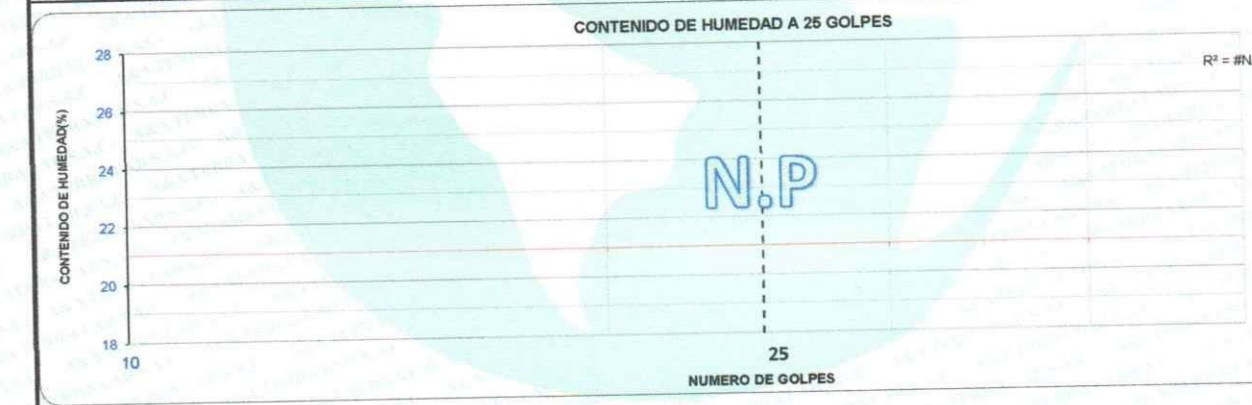 CONTENIDO DE HUMEDAD A 25 GOLPES
R² = #N
CONTENIDO DE HUMEDAD(%)
28
26
24
22
20
18
N.P
10
25
NUMERO DE GOLPES